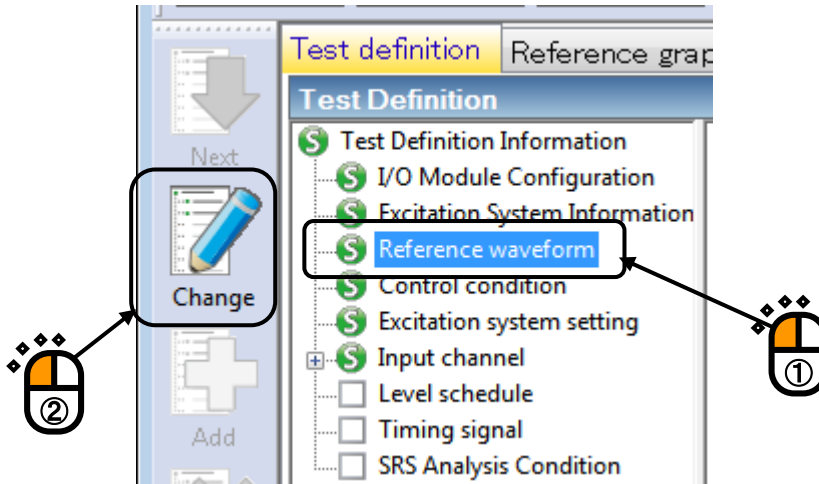 Test definition
Reference grap
Test Definition
Next
Change
Add
Test Definition Information
I/O Module Configuration
Excitation System Information
Reference waveform
Control condition
Excitation system setting
Input channel
Level schedule
Timing signal
SRS Analysis Condition
①
②